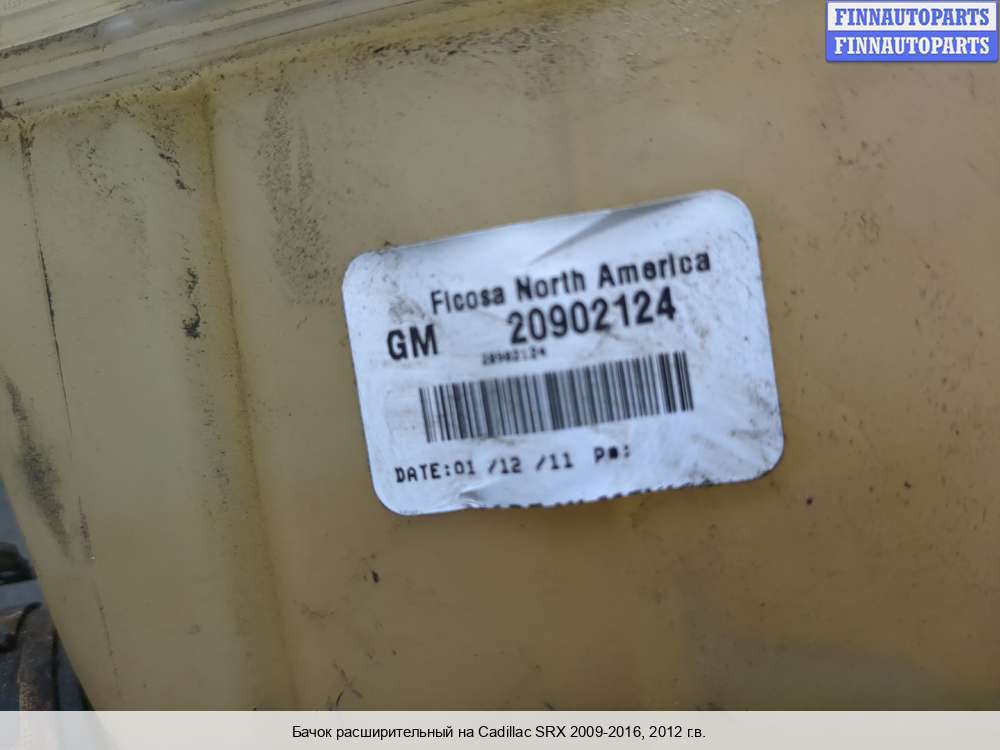 FINNAUTOPARTS
FINNAUTOPARTS
Ficosa North America
GM 20902124
20902124
DATE:01 /12 /11 P#:
Бачок расширительный на Cadillac SRX 2009-2016, 2012 г.в.